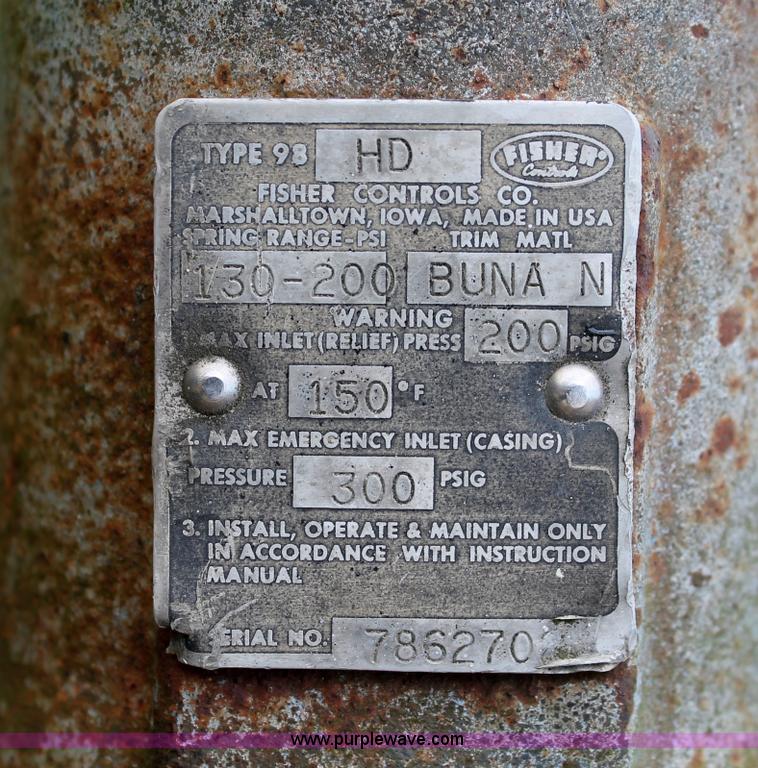 TYPE 98 HD FISHER Controls
FISHER CONTROLS CO.
MARSHALLTOWN, IOWA, MADE IN USA
SPRING RANGE-PSI TRIM MATL
130-200 BUNA N
WARNING
MAX INLET (RELIEF) PRESS 200 PSIG
AT 150 °F
2. MAX EMERGENCY INLET (CASING)
PRESSURE 300 PSIG
3. INSTALL, OPERATE & MAINTAIN ONLY
IN ACCORDANCE WITH INSTRUCTION
MANUAL
SERIAL NO. 786270
www.purplewave.com